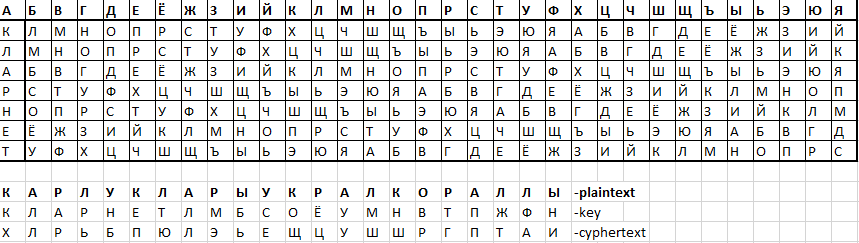 А Б В Г Д Е Ё Ж З И Й К Л М Н О П Р С Т У Ф Х Ц Ч Ш Щ Ъ Ы Ь Э Ю Я
К Л М Н О П Р С Т У Ф Х Ц Ч Ш Щ Ъ Ы Ь Э Ю Я А Б В Г Д Е Ё Ж З И Й
Л М Н О П Р С Т У Ф Х Ц Ч Ш Щ Ъ Ы Ь Э Ю Я А Б В Г Д Е Ё Ж З И Й К
А Б В Г Д Е Ё Ж З И Й К Л М Н О П Р С Т У Ф Х Ц Ч Ш Щ Ъ Ы Ь Э Ю Я
Р С Т У Ф Х Ц Ч Ш Щ Ъ Ы Ь Э Ю Я А Б В Г Д Е Ё Ж З И Й К Л М Н О П
Н О П Р С Т У Ф Х Ц Ч Ш Щ Ъ Ы Ь Э Ю Я А Б В Г Д Е Ё Ж З И Й К Л М
Е Ё Ж З И Й К Л М Н О П Р С Т У Ф Х Ц Ч Ш Щ Ъ Ы Ь Э Ю Я А Б В Г Д
Т У Ф Х Ц Ч Ш Щ Ъ Ы Ь Э Ю Я А Б В Г Д Е Ё Ж З И Й К Л М Н О П Р С
К А Р Л У К Л А Р Ы У К Р А Л К О Р А Л Л Ы -plaintext
К Л А Р Н Е Т Л М Б С О Ё У М Н В Т П Ж Ф Н -key
Х Л Р Ь Б П Ю Л Э Ь Е Щ Ц У Ш Ш Р Г П Т А И -cyphertext